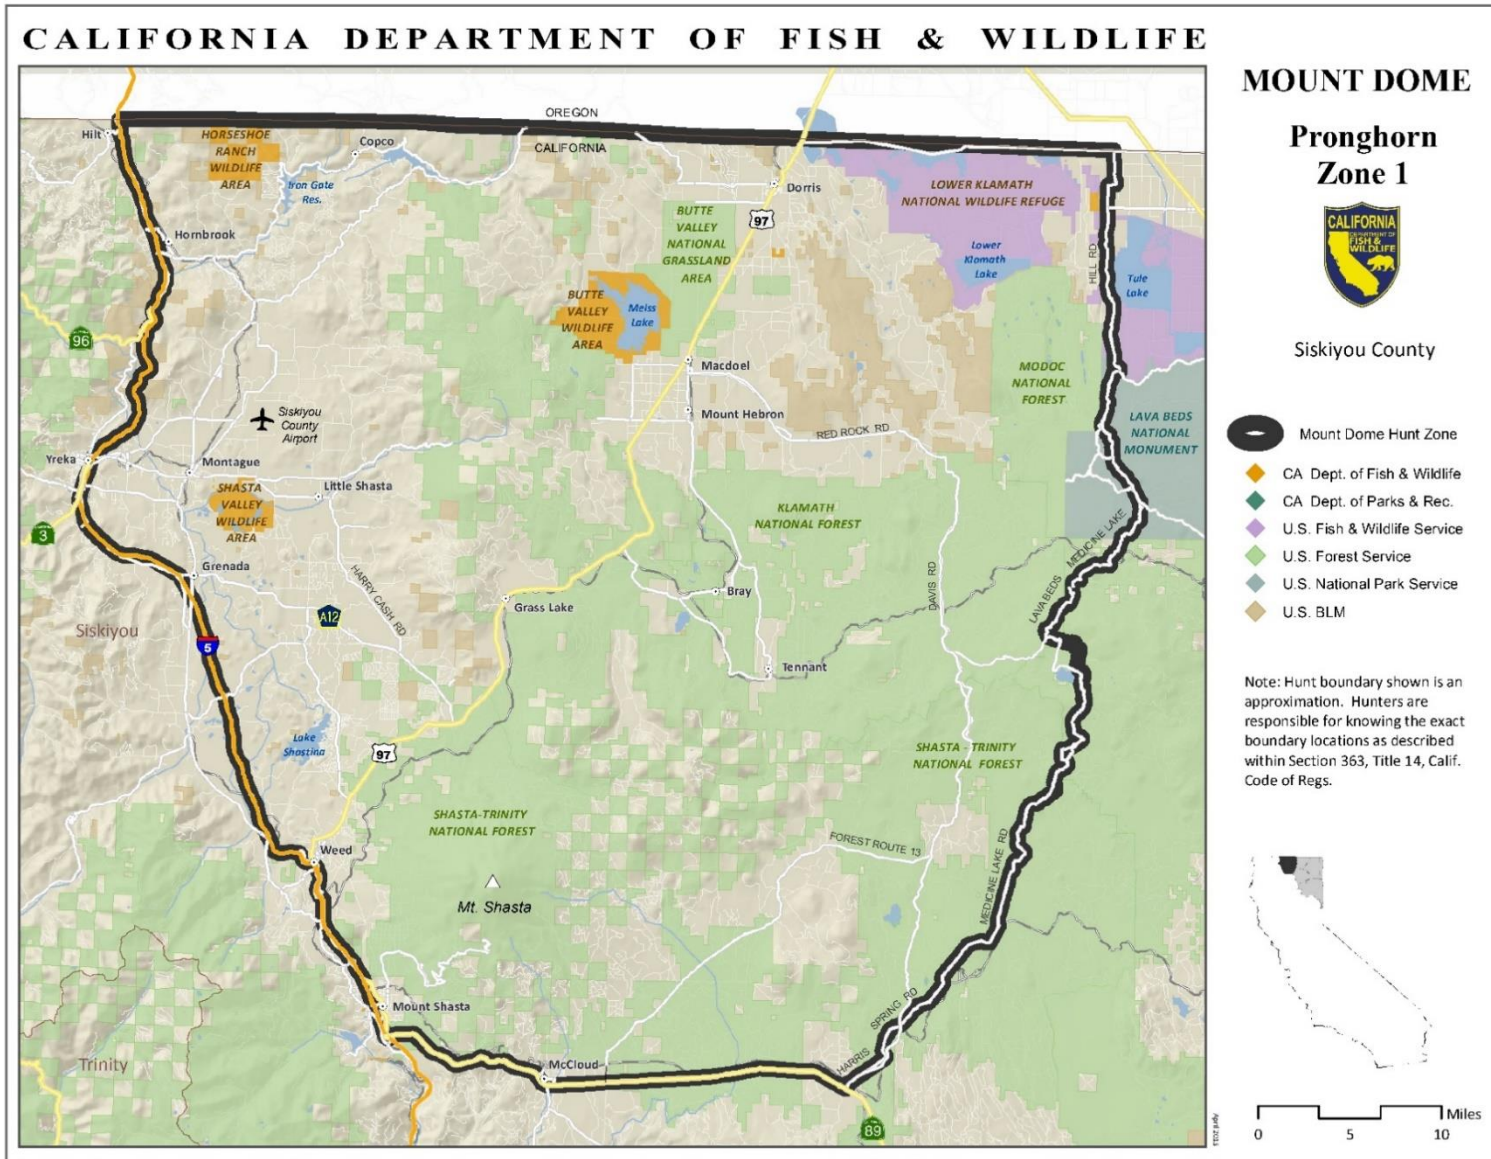 CALIFORNIA DEPARTMENT OF FISH & WILDLIFE
MOUNT DOME
Pronghorn
Zone 1
CALIFORNIA
DEPARTMENT OF
FISH &
WILDLIFE
Siskiyou County
Mount Dome Hunt Zone
CA Dept. of Fish & Wildlife
CA Dept. of Parks & Rec.
U.S. Fish & Wildlife Service
U.S. Forest Service
U.S. National Park Service
U.S. BLM
Note: Hunt boundary shown is an
approximation. Hunters are
responsible for knowing the exact
boundary locations as described
within Section 363, Title 14, Calif.
Code of Regs.
Miles
0 5 10
April 2013
OREGON
CALIFORNIA
Hilt
HORSESHOE
RANCH
WILDLIFE
AREA
Copco
Iron Gate
Res.
Hornbrook
96
Dorris
97
LOWER KLAMATH
NATIONAL WILDLIFE REFUGE
BUTTE
VALLEY
NATIONAL
GRASSLAND
AREA
Lower
Klamath
Lake
HILL RD
Tule
Lake
BUTTE
VALLEY
WILDLIFE
AREA
Meiss
Lake
Macdoel
MODOC
NATIONAL
FOREST
Siskiyou
County
Airport
Mount Hebron
RED ROCK RD
LAVA BEDS
NATIONAL
MONUMENT
Yreka
Montague
Little Shasta
SHASTA
VALLEY
WILDLIFE
AREA
3
KLAMATH
NATIONAL FOREST
LAVA BEDS MEDICINE LAKE
Grenada
HARRY CASH RD
A12
Grass Lake
Bray
DAVIS RD
Siskiyou
5
Tennant
Lake
Shastina
97
SHASTA - TRINITY
NATIONAL FOREST
SHASTA-TRINITY
NATIONAL FOREST
Weed
FOREST ROUTE 13
MEDICINE LAKE RD
Mt. Shasta
Mount Shasta
HARRIS SPRING RD
Trinity
McCloud
89